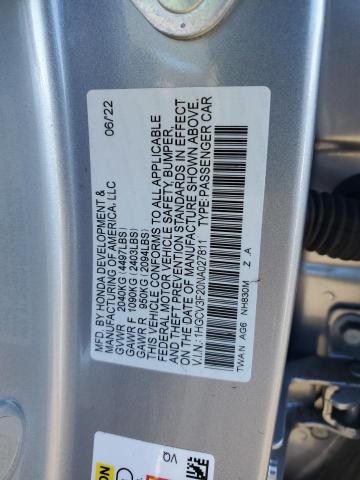 MFD. BY HONDA DEVELOPMENT & 06/22
MANUFACTURING OF AMERICA, LLC
GVWR 2040KG (4497LBS)
GAWR F 1090KG (2403LBS)
GAWR R 950KG (2094LBS)
THIS VEHICLE CONFORMS TO ALL APPLICABLE
FEDERAL MOTOR VEHICLE SAFETY, BUMPER,
AND THEFT PREVENTION STANDARDS IN EFFECT
ON THE DATE OF MANUFACTURE SHOWN ABOVE.
V.I.N.: 1HGCV3F20NA027811 TYPE: PASSENGER CAR
TWAN AG6 NH830M Z A
VQ